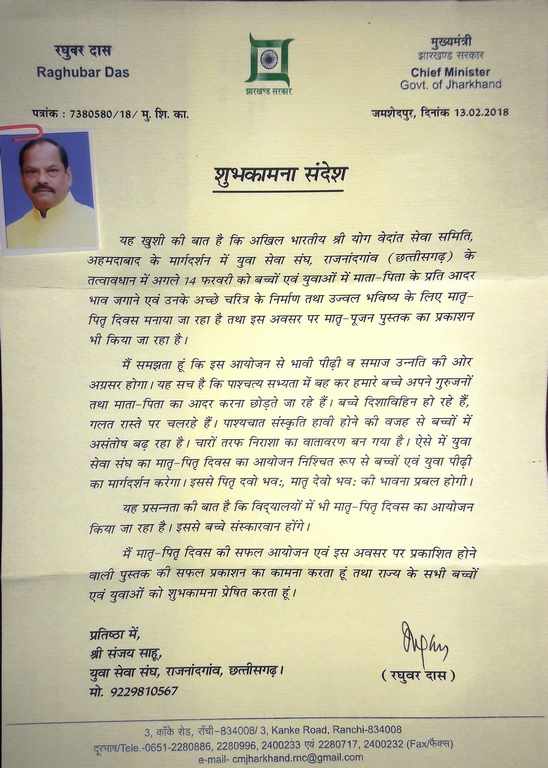 रघुवर दास
Raghubar Das
झारखण्ड सरकार
मुख्यमंत्री
झारखण्ड सरकार
Chief Minister
Govt. of Jharkhand
पत्रांक : 7380580/18/ मु. शि. का.
जमशेदपुर, दिनांक 13.02.2018
शुभकामना संदेश
यह खुशी की बात है कि अखिल भारतीय श्री योग वेदांत सेवा समिति,
अहमदाबाद के मार्गदर्शन में युवा सेवा संघ, राजनांदगांव (छत्तीसगढ़) के
तत्वावधान में अगले 14 फरवरी को बच्चों एवं युवाओं में माता-पिता के प्रति आदर
भाव जगाने एवं उनके अच्छे चरित्र के निर्माण तथा उज्वल भविष्य के लिए मातृ-
पितृ दिवस मनाया जा रहा है तथा इस अवसर पर मातृ-पूजन पुस्तक का प्रकाशन
भी किया जा रहा है।
मैं समझता हूं कि इस आयोजन से भावी पीढ़ी व समाज उन्नति की ओर
अग्रसर होगा। यह सच है कि पाश्चत्य सभ्यता में बह कर हमारे बच्चे अपने गुरुजनों
तथा माता-पिता का आदर करना छोड़ते जा रहे हैं। बच्चे दिशाविहिन हो रहे हैं,
गलत रास्ते पर चलरहे हैं। पाश्यचात संस्कृति हावी होने की वजह से बच्चों में
असंतोष बढ़ रहा है। चारों तरफ निराशा का वातावरण बन गया है। ऐसे में युवा
सेवा संघ का मातृ-पितृ दिवस का आयोजन निश्चित रूप से बच्चों एवं युवा पीढ़ी
का मार्गदर्शन करेगा। इससे पितृ दवो भवः, मातृ देवो भवः को भावना प्रबल होगी।
यह प्रसन्नता की बात है कि विद्यालयों में भी मातृ-पितृ दिवस का आयोजन
किया जा रहा है। इससे बच्चे संस्कारवान होंगे।
मैं मातृ-पितृ दिवस की सफल आयोजन एवं इस अवसर पर प्रकाशित होने
वाली पुस्तक की सफल प्रकाशन का कामना करता हूं तथा राज्य के सभी बच्चों
एवं युवाओं को शुभकामना प्रेषित करता हूं।
प्रतिष्ठा में,
श्री संजय साहू,
युवा सेवा संघ, राजनांदगांव, छत्तीसगढ़।
मो. 9229810567
( रघुवर दास )
3, काँके रोड, राँची-834008/ 3, Kanke Road, Ranchi-834008
दूरभाष/Tele.-0651-2280886, 2280996, 2400233 एवं 2280717, 2400232 (Fax/फैक्स)
e-mail- cmjharkhand.rnc@gmail.com